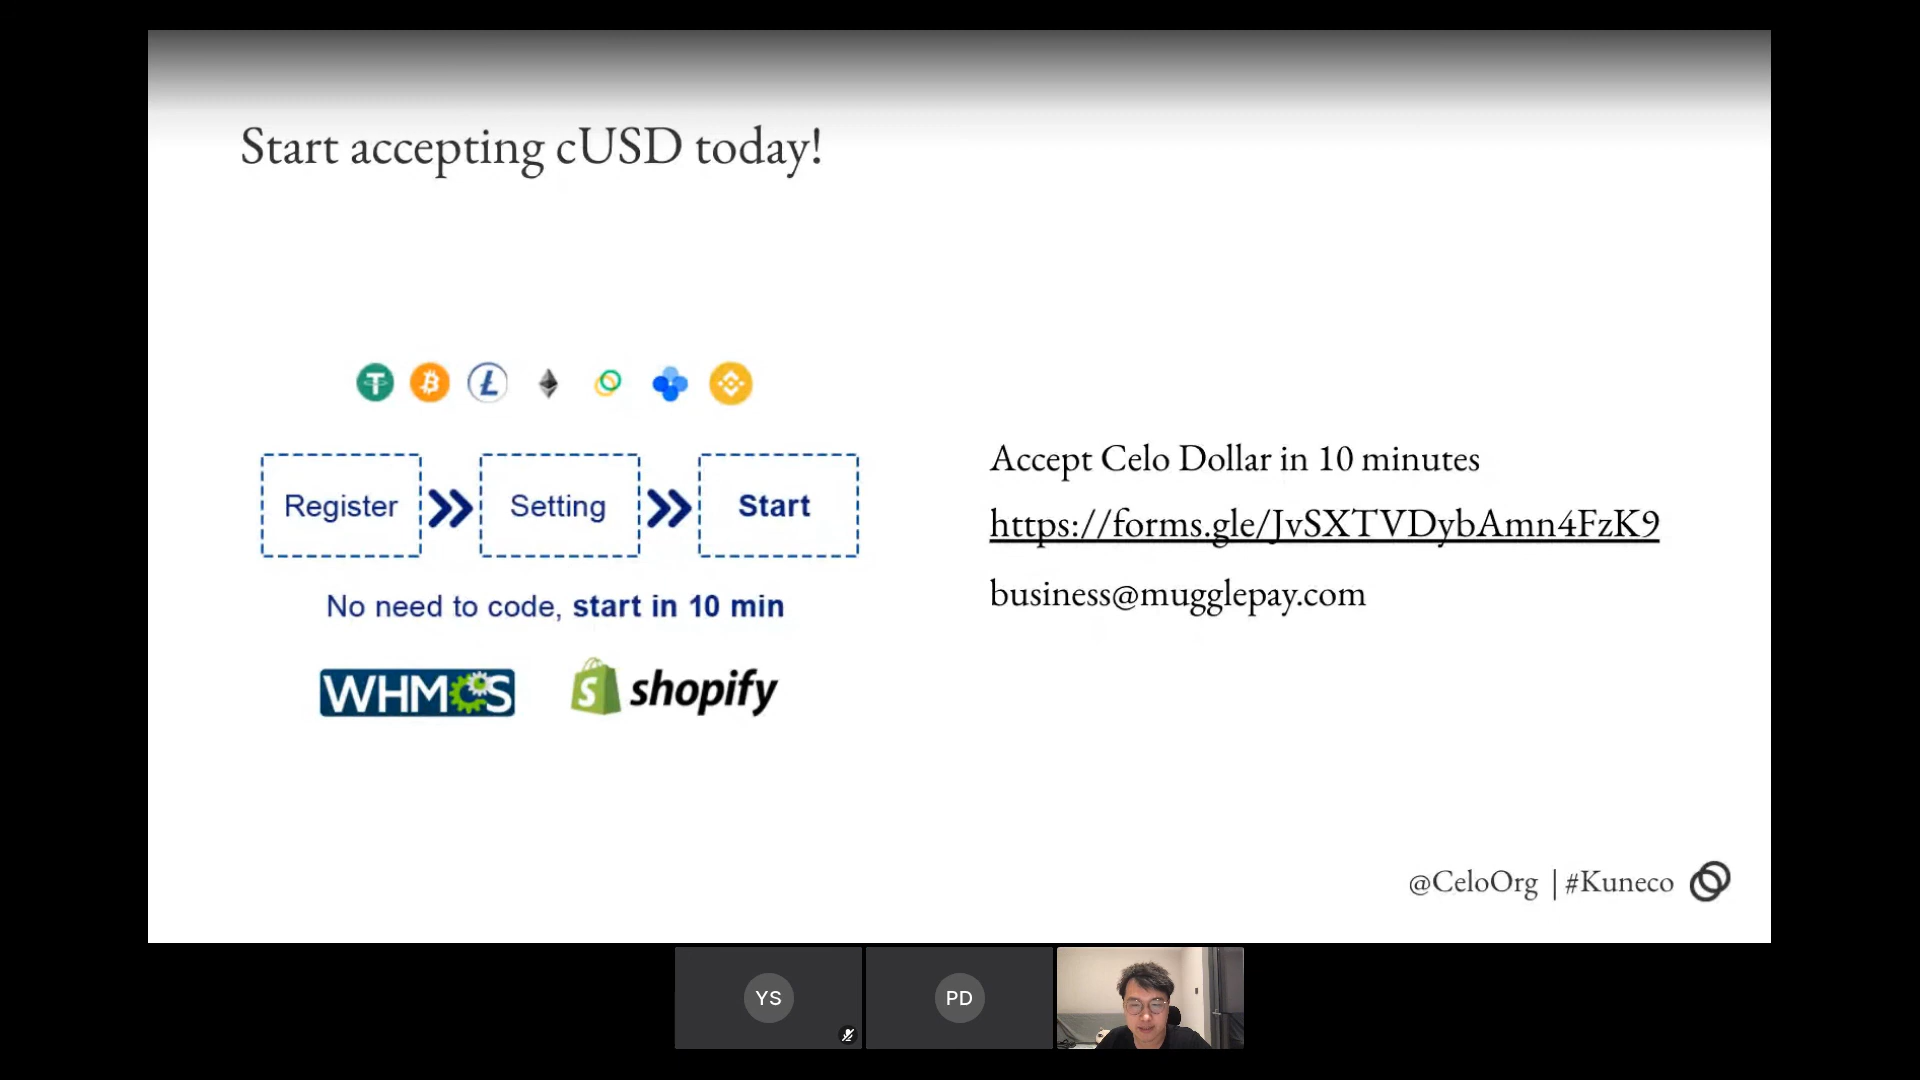 Start accepting cUSD today!
Register
Setting
Start
No need to code, start in 10 min
WHMCS
shopify
Accept Celo Dollar in 10 minutes
https://forms.gle/JvSXTVDybAmn4FzK9
business@mugglepay.com
@CeloOrg | #Kuneco
YS
PD